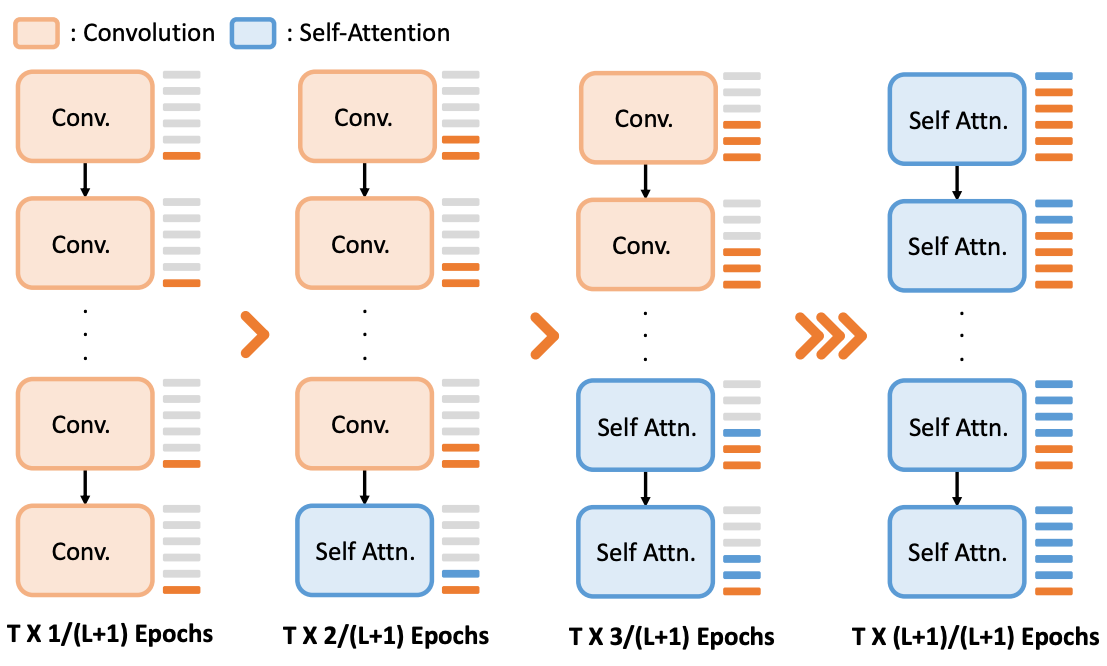 : Convolution : Self-Attention
Conv. Conv. Conv. Self Attn.
Conv. Conv. Conv. Self Attn.
Conv. Conv. Self Attn. Self Attn.
Conv. Self Attn. Self Attn. Self Attn.
T X 1/(L+1) Epochs T X 2/(L+1) Epochs T X 3/(L+1) Epochs T X (L+1)/(L+1) Epochs